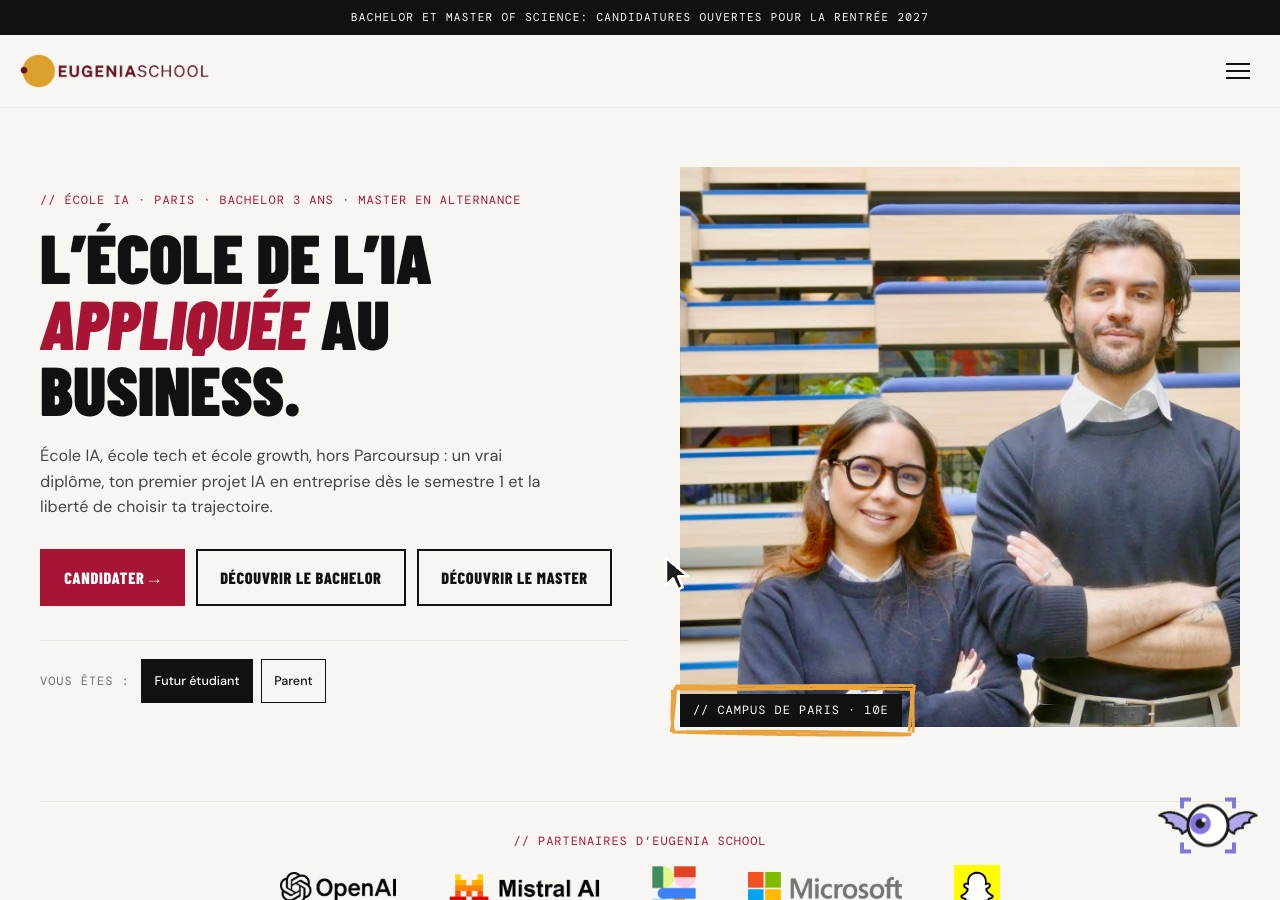 BACHELOR ET MASTER OF SCIENCE: CANDIDATURES OUVERTES POUR LA RENTRÉE 2027
EUGENIASCHOOL
// ÉCOLE IA · PARIS · BACHELOR 3 ANS · MASTER EN ALTERNANCE
L’ÉCOLE DE L’IA
APPLIQUÉE AU
BUSINESS.
École IA, école tech et école growth, hors Parcoursup : un vrai
diplôme, ton premier projet IA en entreprise dès le semestre 1 et la
liberté de choisir ta trajectoire.
CANDIDATER →
DÉCOUVRIR LE BACHELOR
DÉCOUVRIR LE MASTER
VOUS ÊTES :
Futur étudiant
Parent
// CAMPUS DE PARIS · 10E
// PARTENAIRES D’EUGENIA SCHOOL
OpenAI
Mistral AI
Microsoft